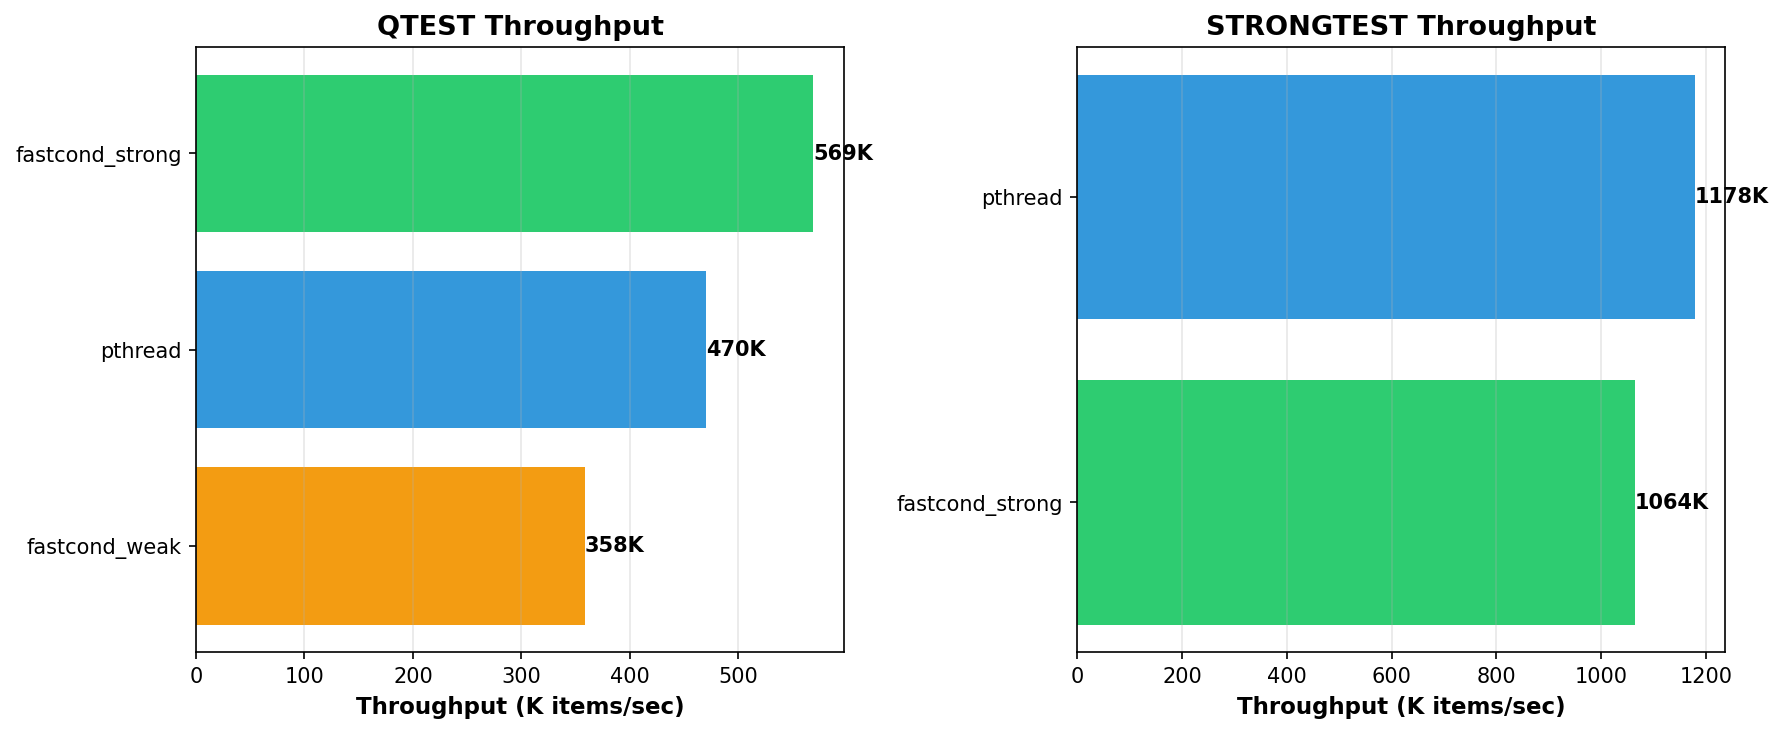 QTEST Throughput
fastcond_strong
569K
pthread
470K
fastcond_weak
358K
0 100 200 300 400 500
Throughput (K items/sec)
STRONGTEST Throughput
pthread
1178K
fastcond_strong
1064K
0 200 400 600 800 1000 1200
Throughput (K items/sec)